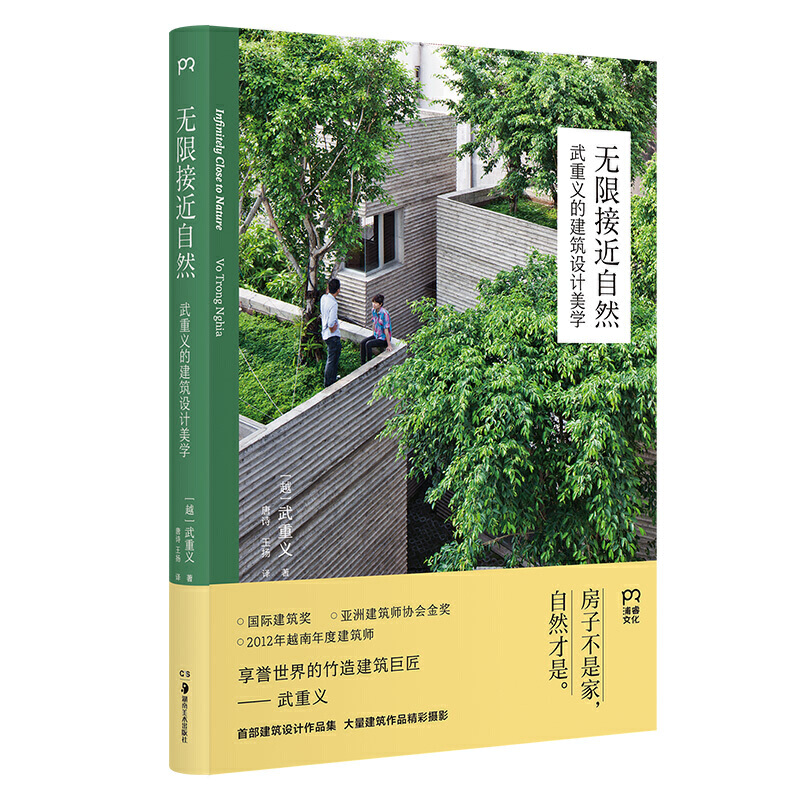 无限接近自然
Infinitely Close to Nature
Vo Trong Nghia
武重义的建筑设计美学
[越]武重义 著
唐诗 王扬 译
CS
湖南美术出版社
无限接近自然
武重义的建筑设计美学
[越]武重义 著
唐诗 王扬 译
浦睿文化
房子不是家，
自然才是。
国际建筑奖 亚洲建筑师协会金奖
2012年越南年度建筑师
享誉世界的竹造建筑巨匠
——武重义
首部建筑设计作品集 大量建筑作品精彩摄影